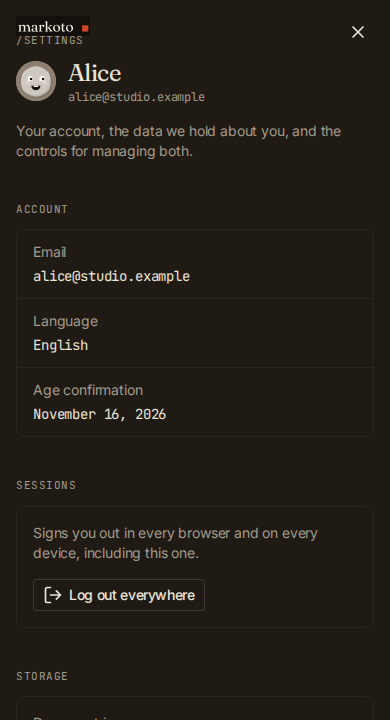 markoto
/SETTINGS
Alice
alice@studio.example
Your account, the data we hold about you, and the
controls for managing both.
ACCOUNT
Email
alice@studio.example
Language
English
Age confirmation
November 16, 2026
SESSIONS
Signs you out in every browser and on every
device, including this one.
Log out everywhere
STORAGE